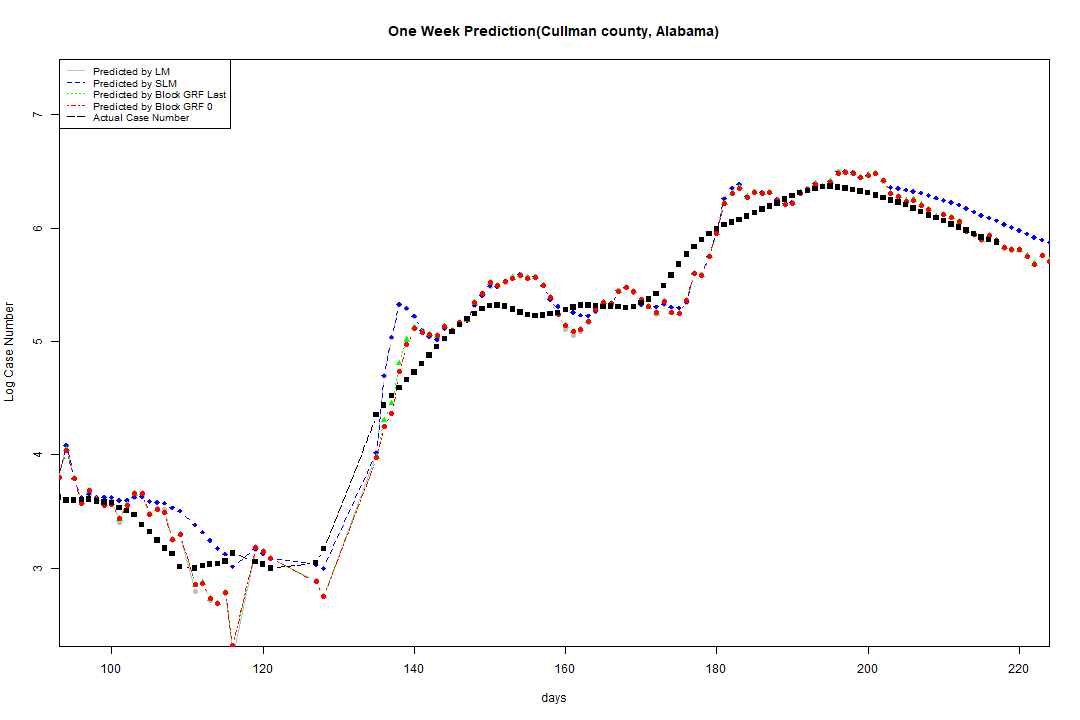 One Week Prediction(Cullman county, Alabama)
Predicted by LM
Predicted by SLM
Predicted by Block GRF Last
Predicted by Block GRF 0
Actual Case Number
7
6
5
4
3
Log Case Number
100 120 140 160 180 200 220
days